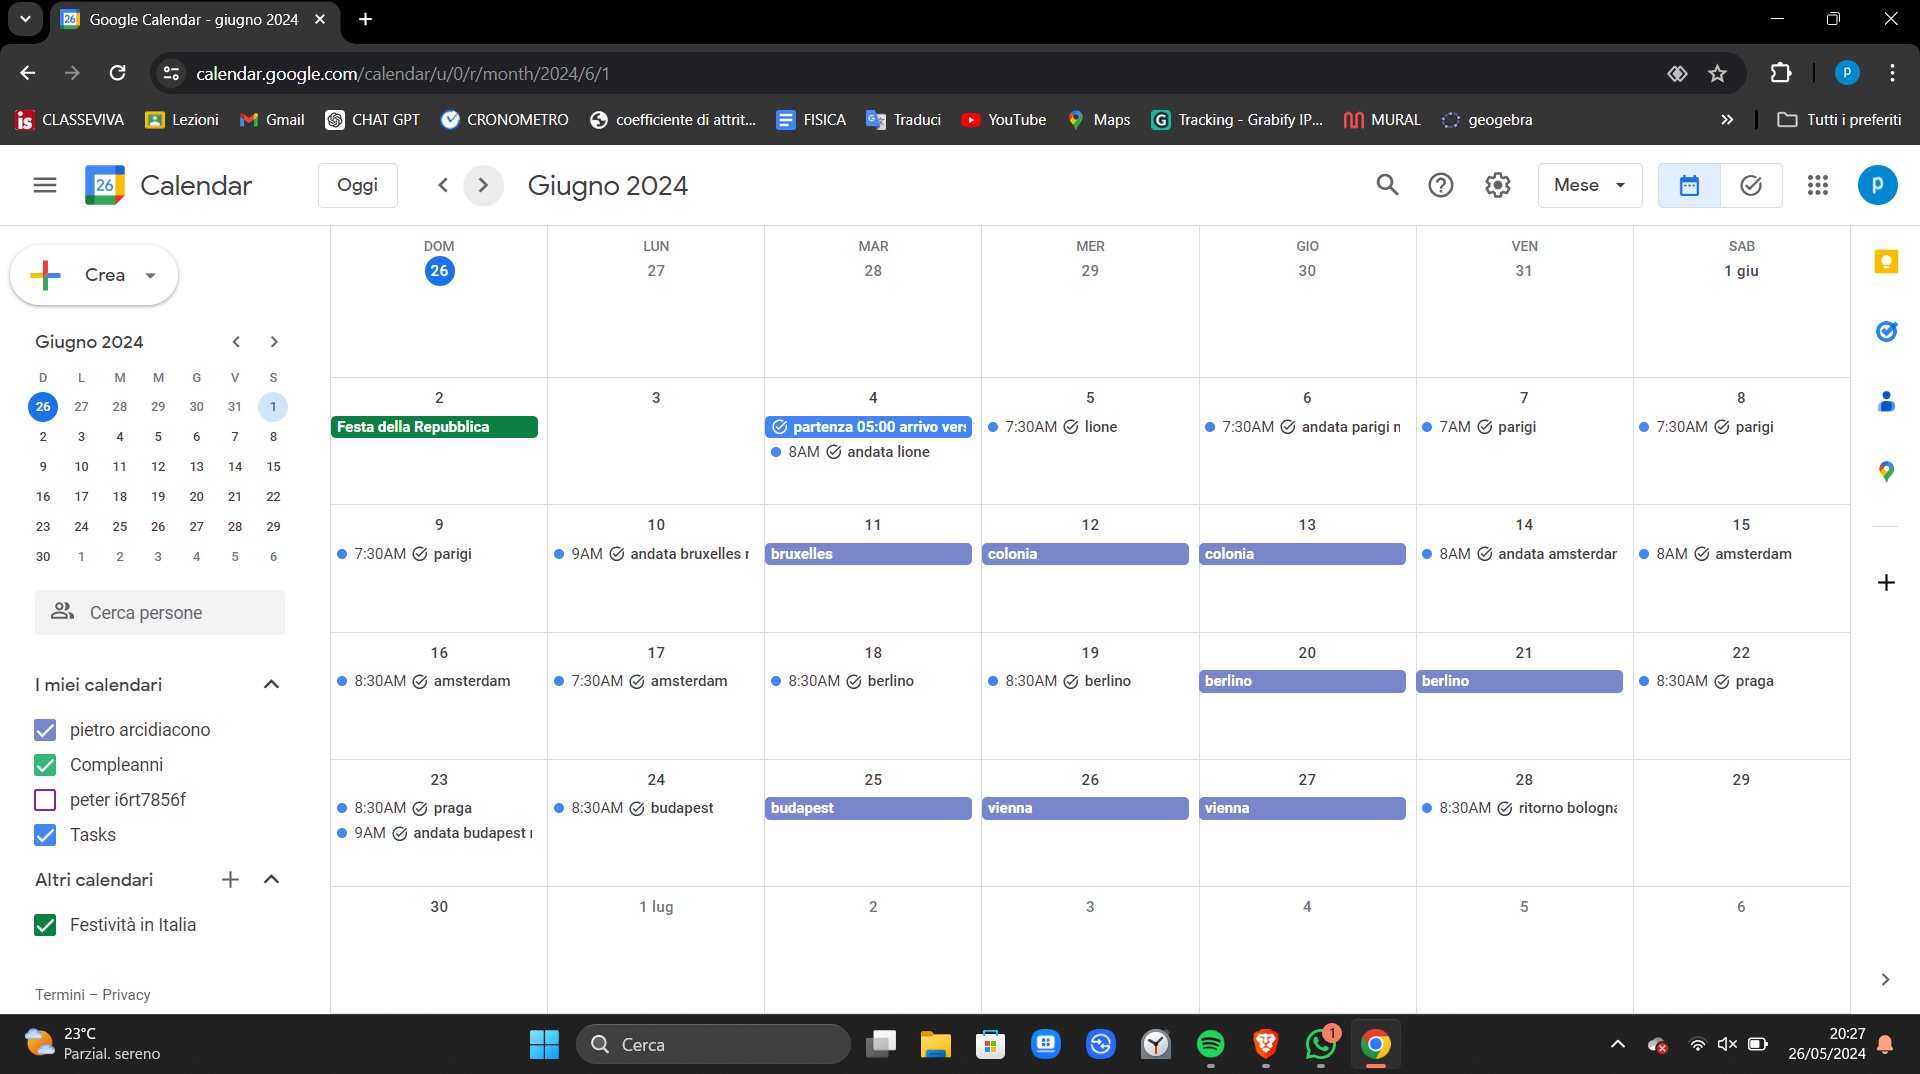 Google Calendar - giugno 2024
calendar.google.com/calendar/u/0/r/month/2024/6/1
CLASSEVIVA Lezioni Gmail CHAT GPT CRONOMETRO coefficiente di attrit... FISICA Traduci YouTube Maps Tracking - Grabify IP... MURAL geogebra » Tutti i preferiti
26 Calendar Oggi Giugno 2024 Mese p
Crea
Giugno 2024
D L M M G V S
26 27 28 29 30 31 1
2 3 4 5 6 7 8
9 10 11 12 13 14 15
16 17 18 19 20 21 22
23 24 25 26 27 28 29
30 1 2 3 4 5 6
Cerca persone
I miei calendari
pietro arcidiacono
Compleanni
peter i6rt7856f
Tasks
Altri calendari
Festività in Italia
Termini – Privacy
DOM LUN MAR MER GIO VEN SAB
26 27 28 29 30 31 1 giu
2 3 4 5 6 7 8
Festa della Repubblica partenza 05:00 arrivo vers 7:30AM lione 7:30AM andata parigi n 7AM parigi 7:30AM parigi
8AM andata lione
9 10 11 12 13 14 15
7:30AM parigi 9AM andata bruxelles r bruxelles colonia colonia 8AM andata amsterdar 8AM amsterdam
16 17 18 19 20 21 22
8:30AM amsterdam 7:30AM amsterdam 8:30AM berlino 8:30AM berlino berlino berlino 8:30AM praga
23 24 25 26 27 28 29
8:30AM praga 8:30AM budapest budapest vienna vienna 8:30AM ritorno bologna
9AM andata budapest r
30 1 lug 2 3 4 5 6
23°C
Parzial. sereno
Cerca
1
20:27
26/05/2024